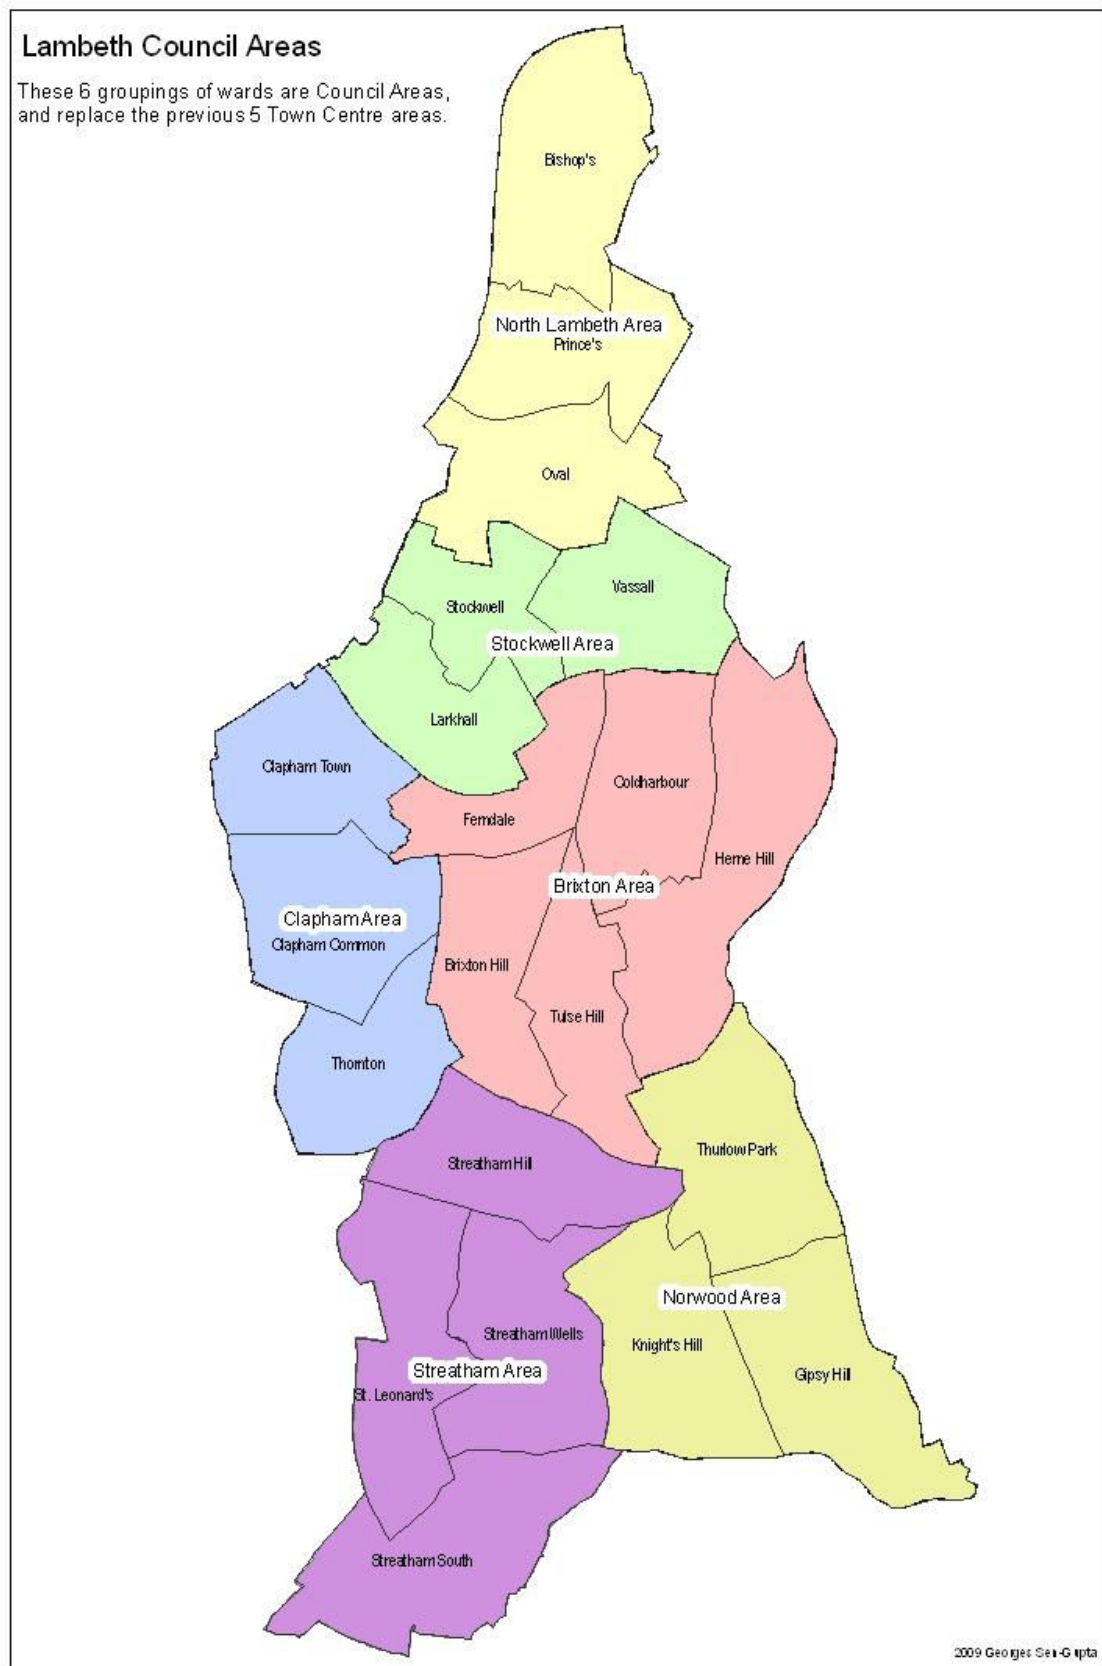 Lambeth Council Areas
These 6 groupings of wards are Council Areas,
and replace the previous 5 Town Centre areas.
Bishop's
North Lambeth Area
Prince's
Oval
Vassall
Stockwell
Stockwell Area
Larkhall
Clapham Town
Coldharbour
Ferndale
Herne Hill
Brixton Area
Clapham Area
Clapham Common
Brixton Hill
Tulse Hill
Thornton
Thurlow Park
Streatham Hill
Norwood Area
Streatham Wells
Knight's Hill
Streatham Area
Gipsy Hill
St. Leonard's
Streatham South
2009 Georges Sen-Gupta